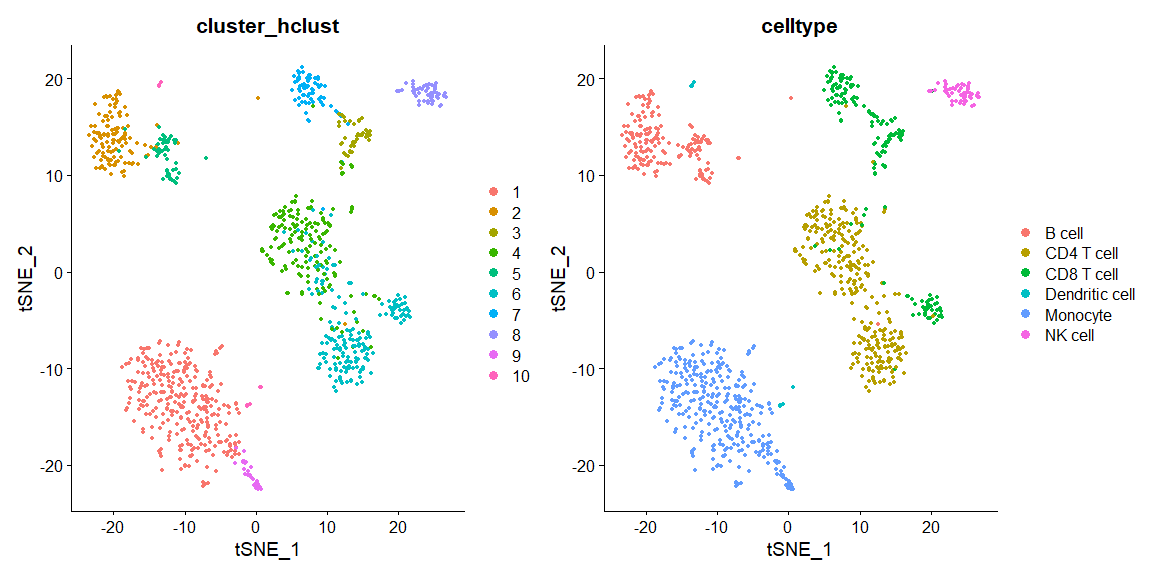 cluster_hclust
20
10
0
-10
-20
-20
-10
0
10
20
tSNE_2
tSNE_1
1
2
3
4
5
6
7
8
9
10
celltype
20
10
0
-10
-20
-20
-10
0
10
20
tSNE_2
tSNE_1
B cell
CD4 T cell
CD8 T cell
Dendritic cell
Monocyte
NK cell